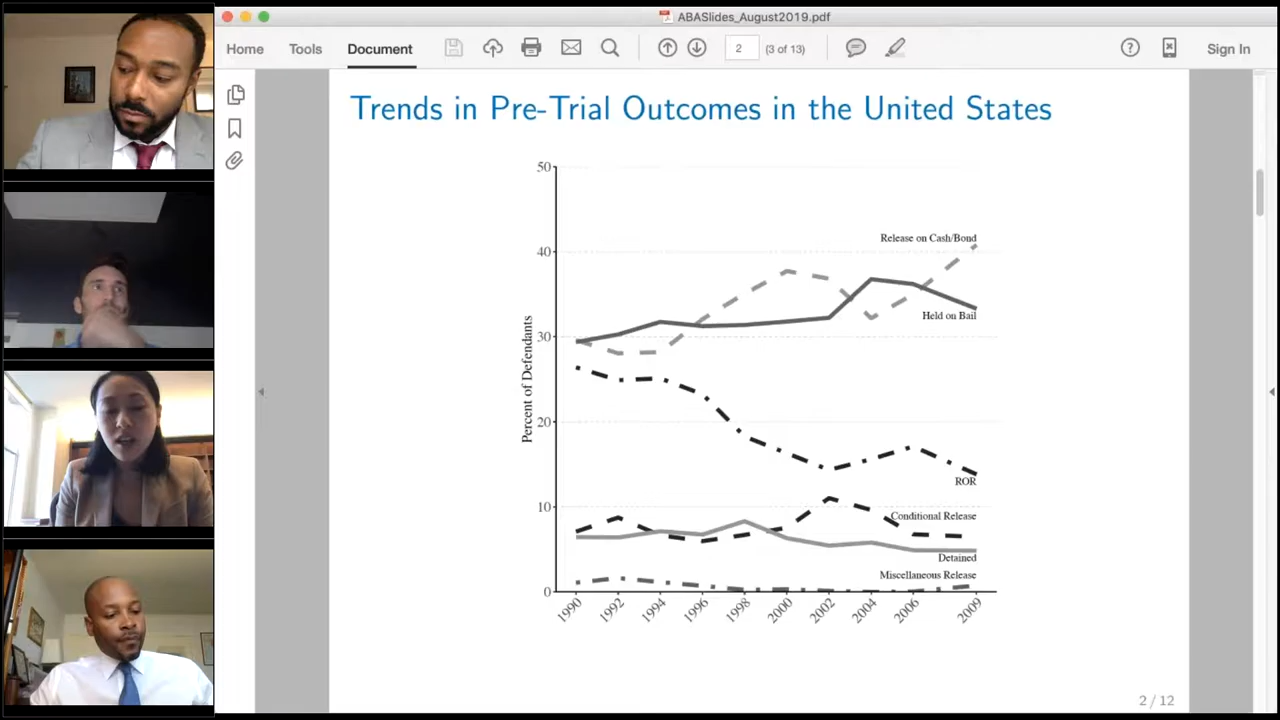 ABASlides_August2019.pdf
Home Tools Document 2 (3 of 13) Sign In
Trends in Pre-Trial Outcomes in the United States
50
40
30
20
10
0
Percent of Defendants
Release on Cash/Bond
Held on Bail
ROR
Conditional Release
Detained
Miscellaneous Release
1990 1992 1994 1996 1998 2000 2002 2004 2006 2009
2 / 12